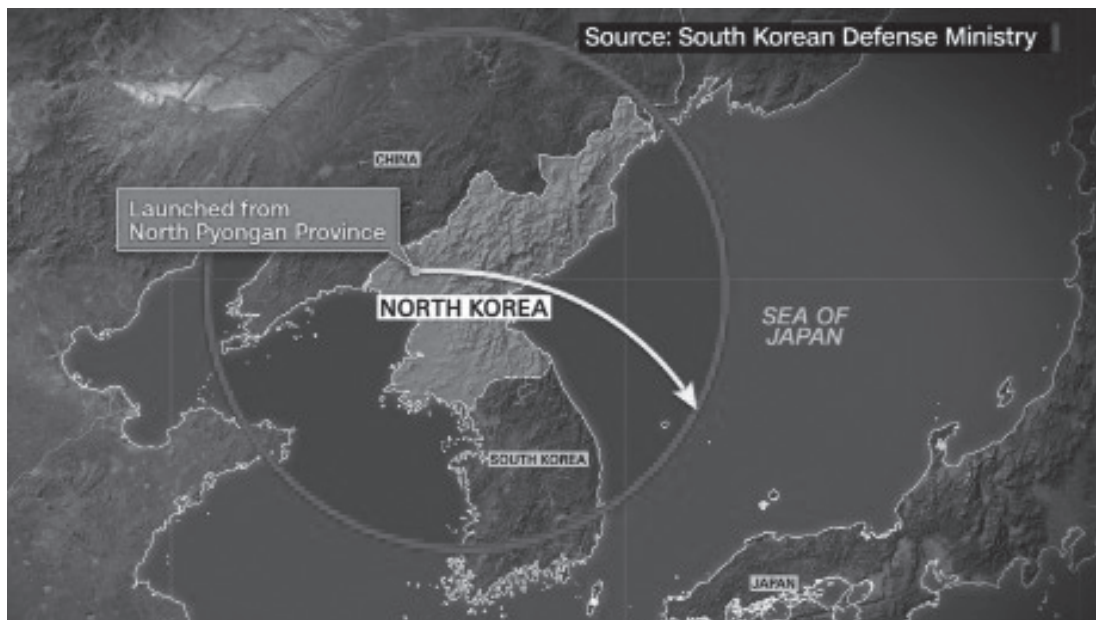 Source: South Korean Defense Ministry
CHINA
Launched from
North Pyongan Province
NORTH KOREA
SEA OF
JAPAN
SOUTH KOREA
JAPAN